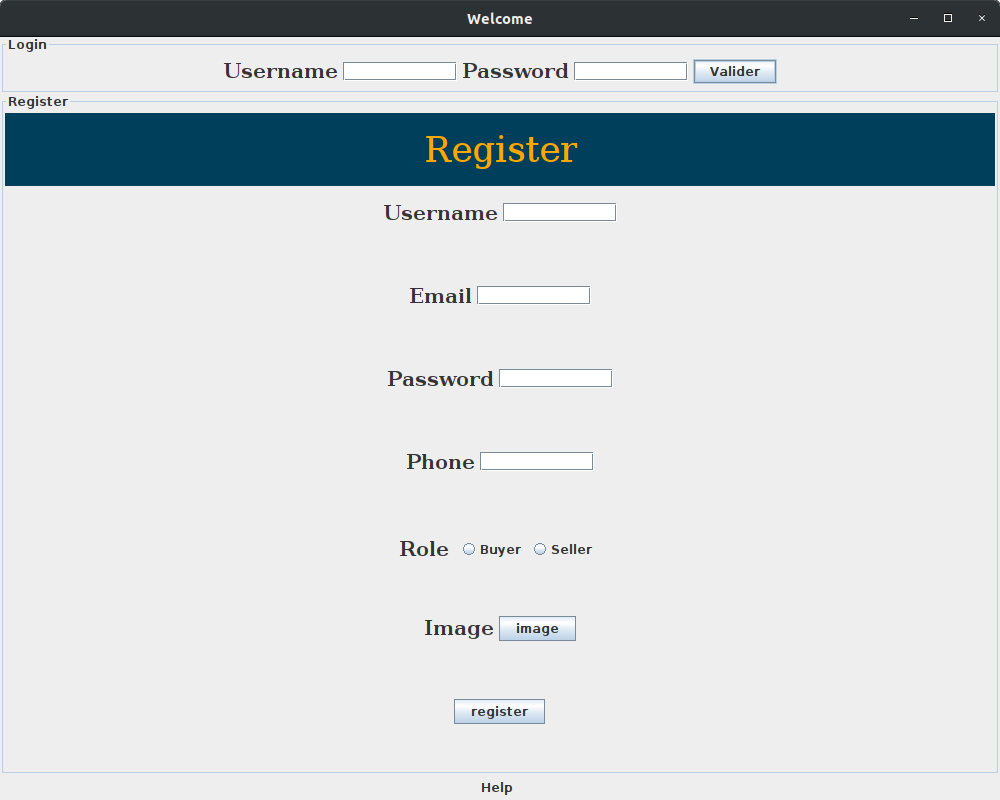 Welcome
Login
Username Password Valider
Register
Register
Username
Email
Password
Phone
Role Buyer Seller
Image image
register
Help